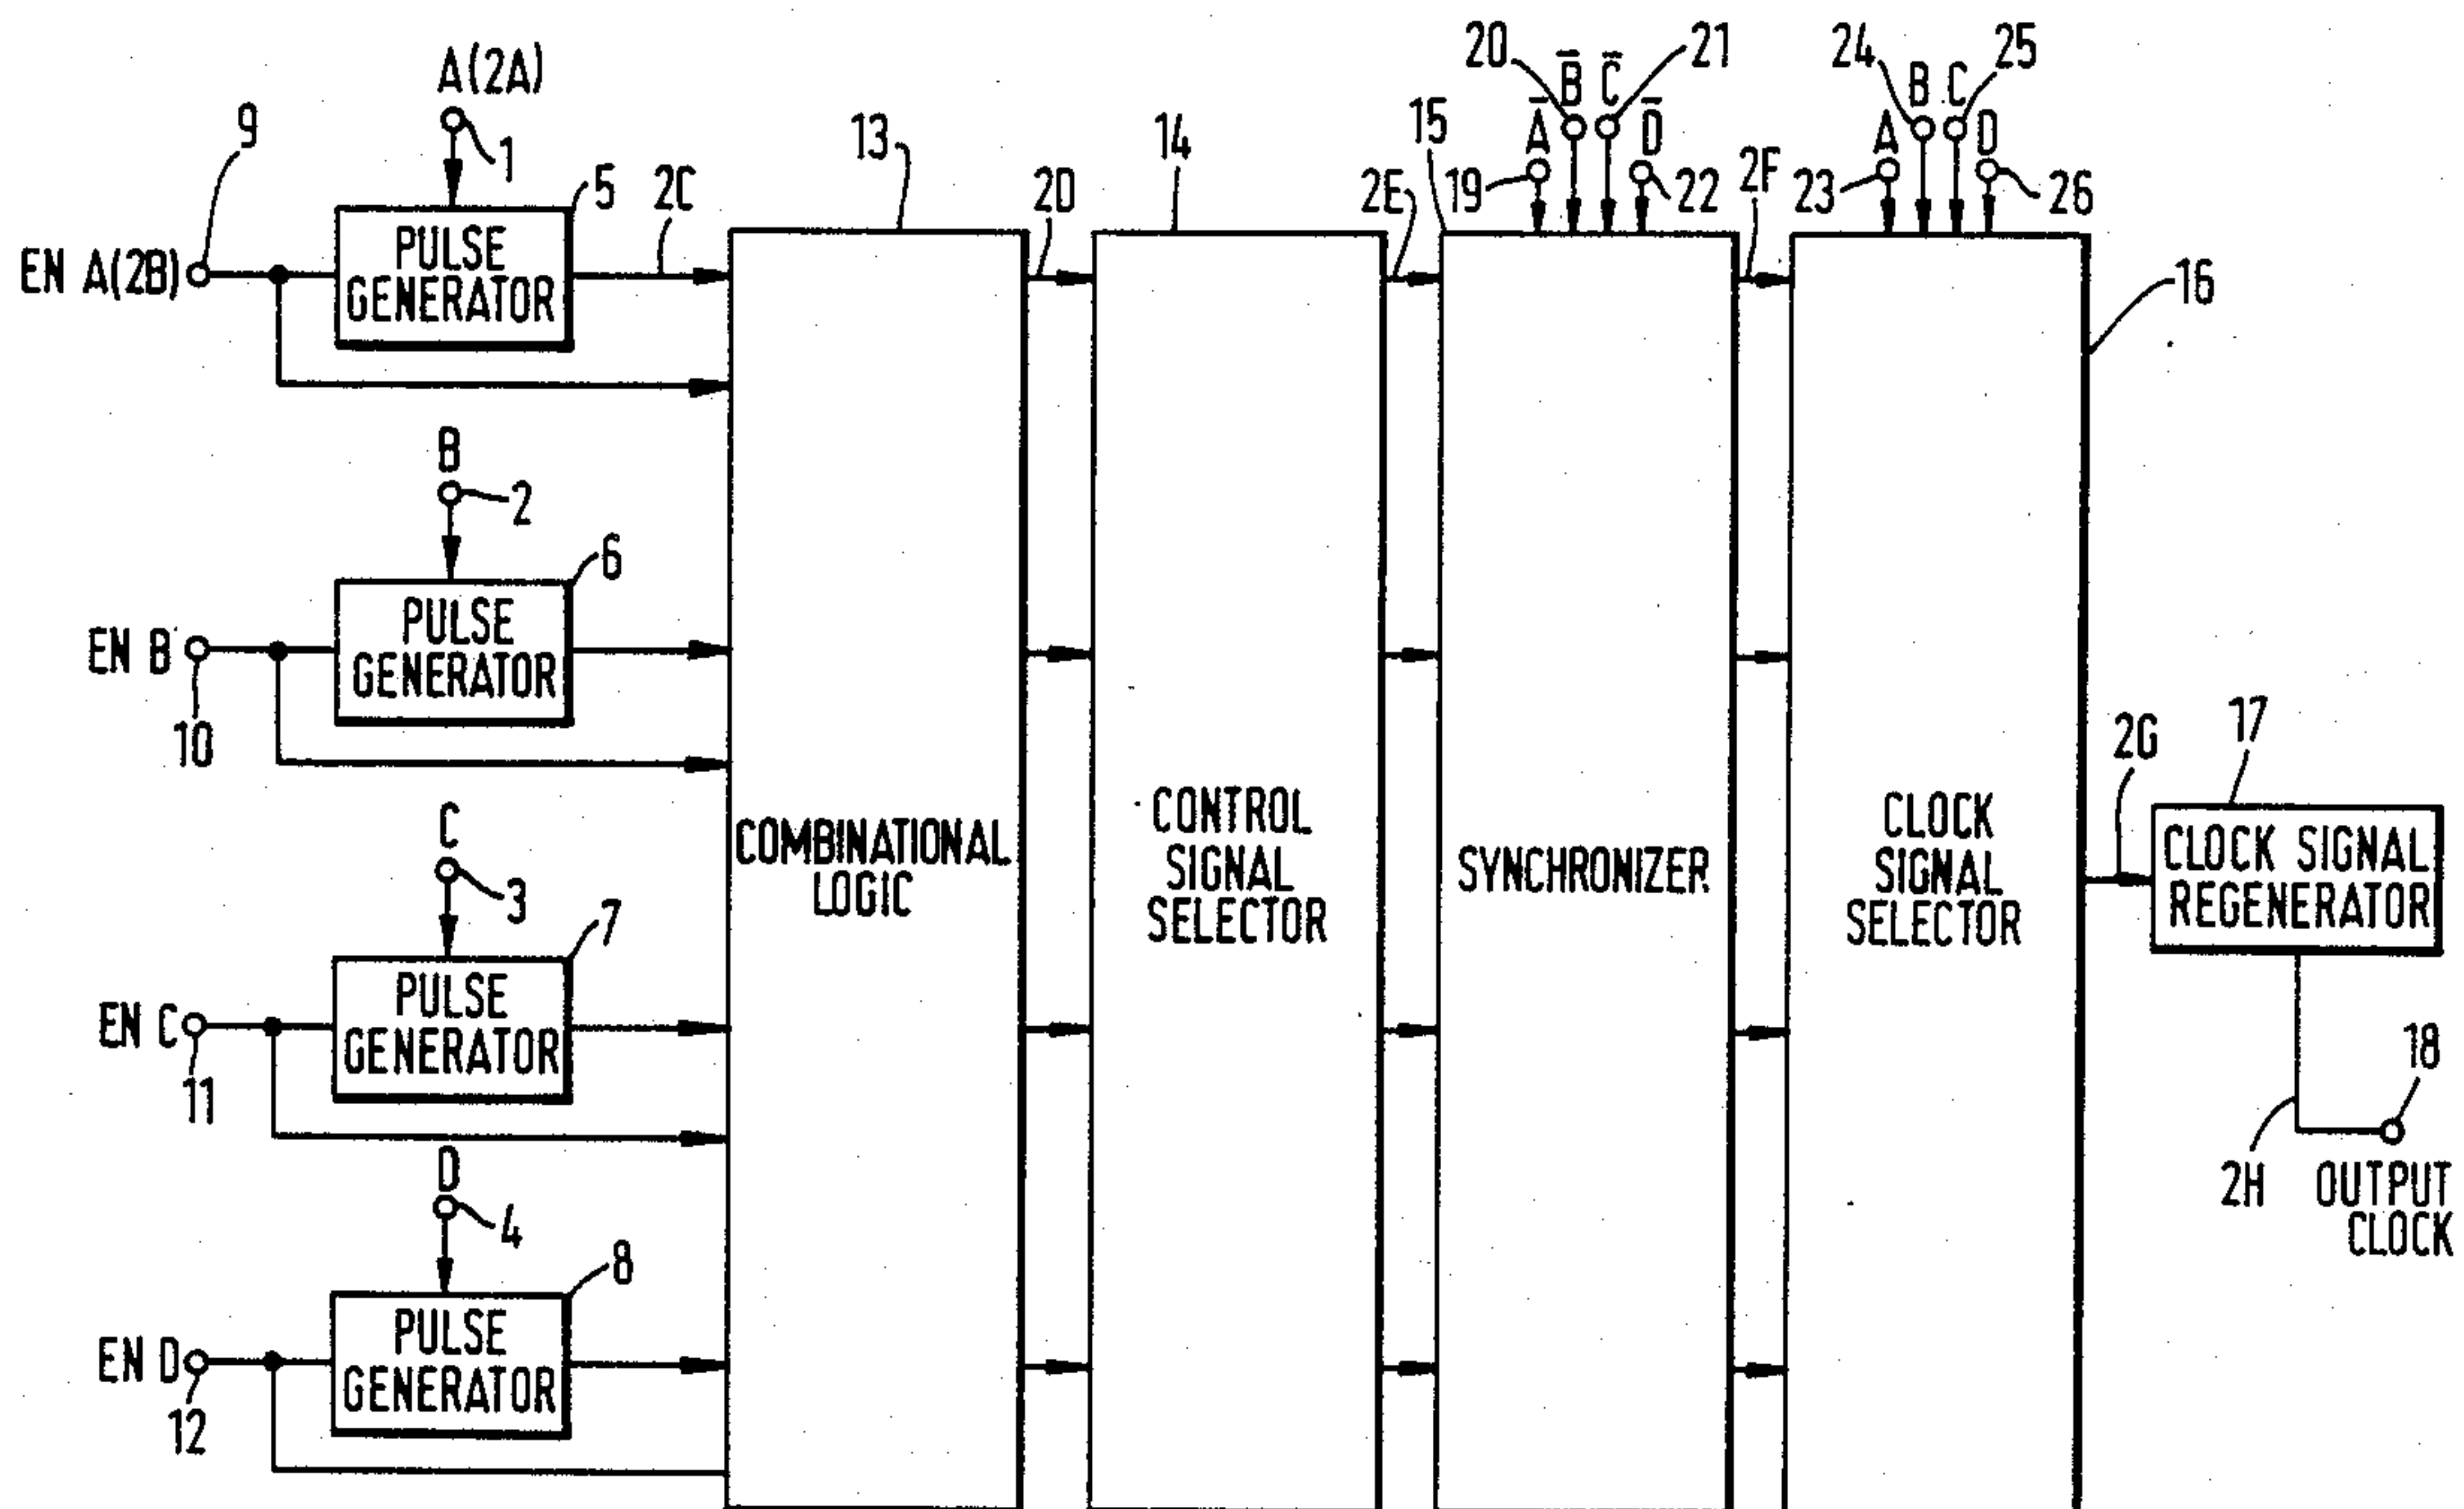 A(2A)
1
9
EN A(2B)
PULSE
GENERATOR
5
2C
B
2
6
EN B
10
PULSE
GENERATOR
C
3
7
EN C
11
PULSE
GENERATOR
D
4
8
EN D
12
PULSE
GENERATOR
13
COMBINATIONAL
LOGIC
2D
14
CONTROL
SIGNAL
SELECTOR
2E
15
20
21
B̄ C̄
Ā D̄
19
22
SYNCHRONIZER
2F
24
25
B C
A D
23
26
16
CLOCK
SIGNAL
SELECTOR
2G
17
CLOCK SIGNAL
REGENERATOR
18
2H
OUTPUT
CLOCK